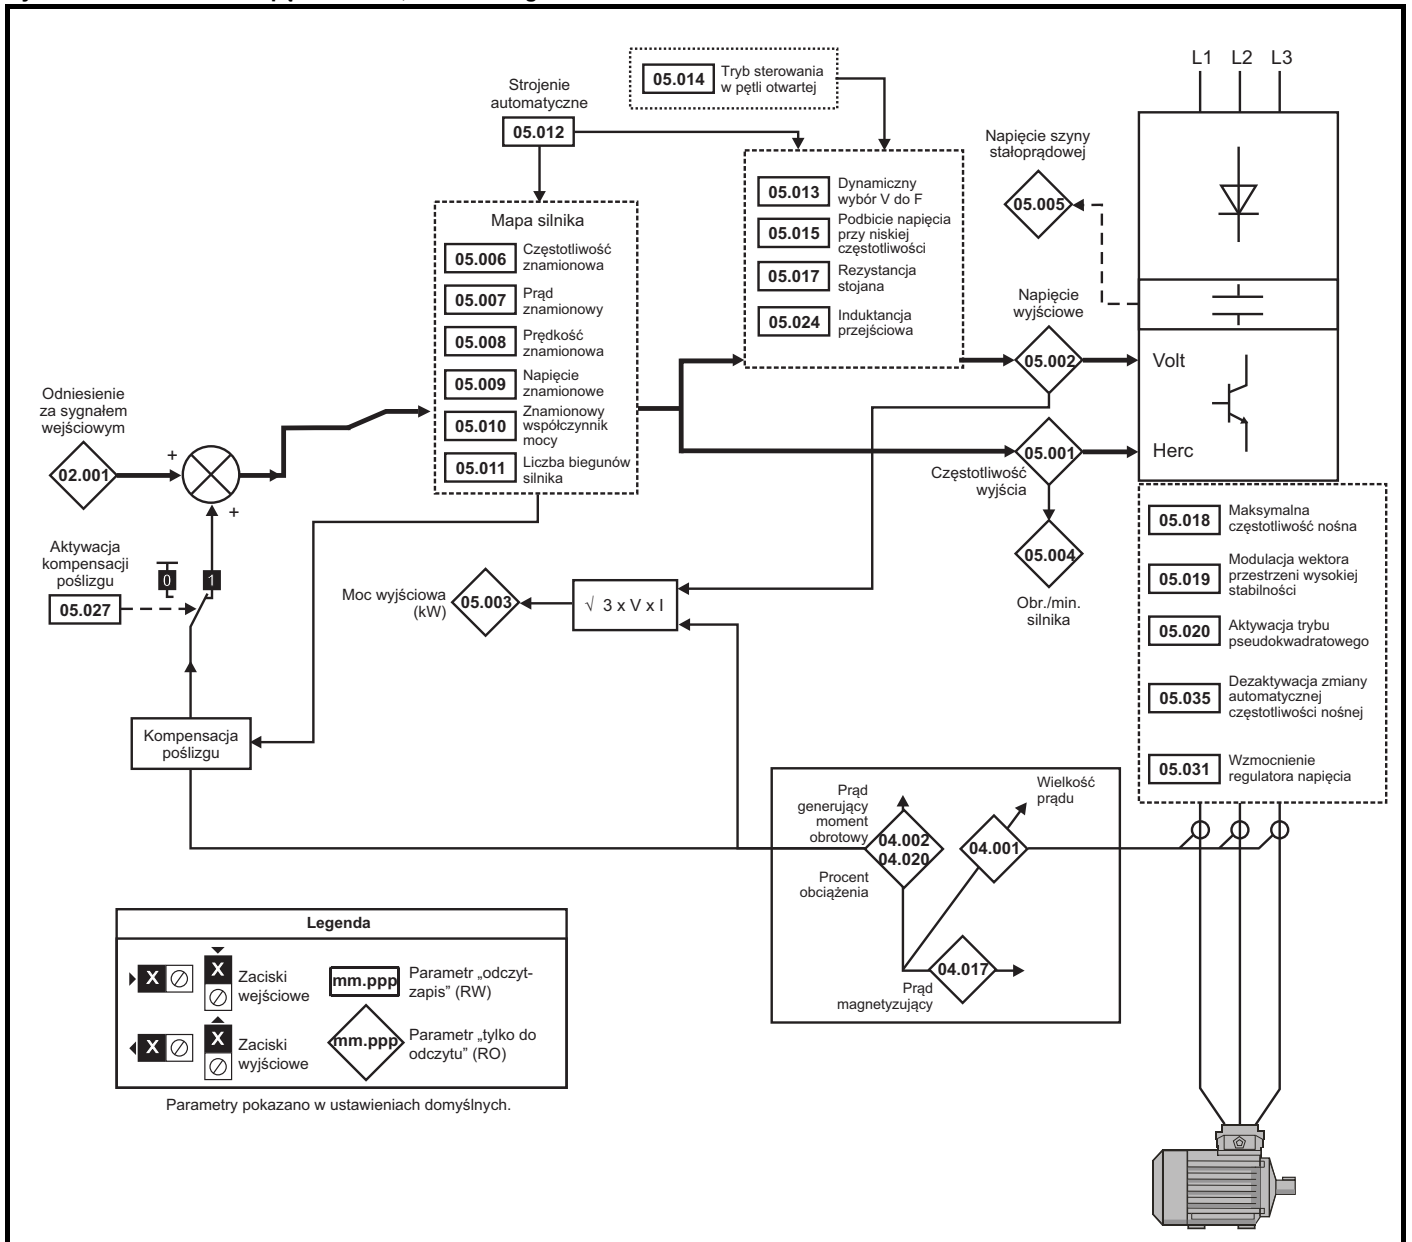 L1 L2 L3
05.014
Tryb sterowania
w pętli otwartej
Strojenie
automatyczne
05.012
Napięcie szyny
stałoprądowej
05.005
05.013
Dynamiczny
wybór V do F
05.015
Podbicie napięcia
przy niskiej
częstotliwości
05.017
Rezystancja
stojana
05.024
Induktancja
przejściowa
Mapa silnika
05.006
Częstotliwość
znamionowa
05.007
Prąd
znamionowy
05.008
Prędkość
znamionowa
05.009
Napięcie
znamionowe
05.010
Znamionowy
współczynnik
mocy
05.011
Liczba biegunów
silnika
Napięcie
wyjściowe
05.002
Volt
05.001
Herc
Częstotliwość
wyjścia
05.004
Obr./min.
silnika
Odniesienie
za sygnałem
wejściowym
02.001
+
+
Aktywacja
kompensacji
poślizgu
05.027
0
1
Moc wyjściowa
(kW)
05.003
√ 3 x V x I
Kompensacja
poślizgu
05.018
Maksymalna
częstotliwość nośna
05.019
Modulacja wektora
przestrzeni wysokiej
stabilności
05.020
Aktywacja trybu
pseudokwadratowego
05.035
Dezaktywacja zmiany
automatycznej
częstotliwości nośnej
05.031
Wzmocnienie
regulatora napięcia
Prąd
generujący
moment
obrotowy
04.002
04.020
Procent
obciążenia
Wielkość
prądu
04.001
04.017
Prąd
magnetyzujący
Legenda
X
X
Zaciski
wejściowe
mm.ppp
Parametr „odczyt-
zapis” (RW)
X
X
Zaciski
wyjściowe
mm.ppp
Parametr „tylko do
odczytu” (RO)
Parametry pokazano w ustawieniach domyślnych.